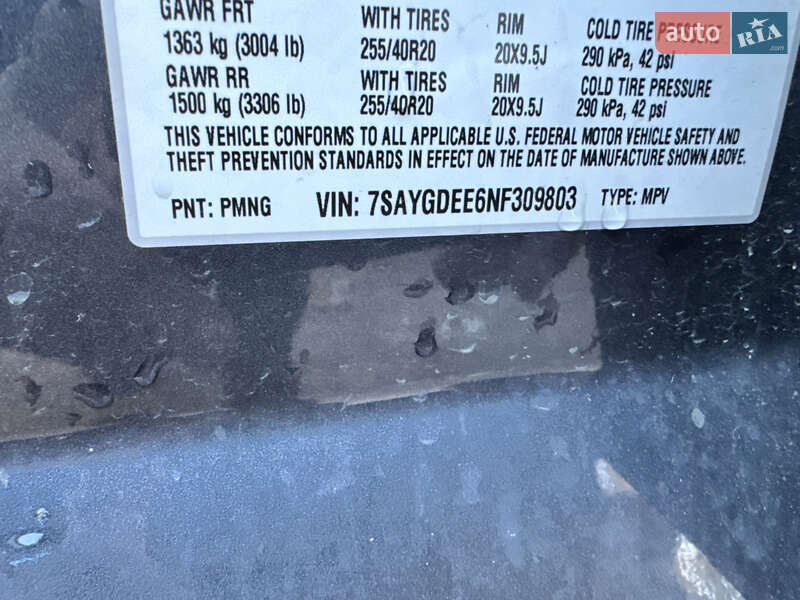 GAWR FRT WITH TIRES RIM COLD TIRE PRESSURE
1363 kg (3004 lb) 255/40R20 20X9.5J 290 kPa, 42 psi
GAWR RR WITH TIRES RIM COLD TIRE PRESSURE
1500 kg (3306 lb) 255/40R20 20X9.5J 290 kPa, 42 psi
THIS VEHICLE CONFORMS TO ALL APPLICABLE U.S. FEDERAL MOTOR VEHICLE SAFETY AND
THEFT PREVENTION STANDARDS IN EFFECT ON THE DATE OF MANUFACTURE SHOWN ABOVE.
PNT: PMNG VIN: 7SAYGDEE6NF309803 TYPE: MPV
auto RIA
.com